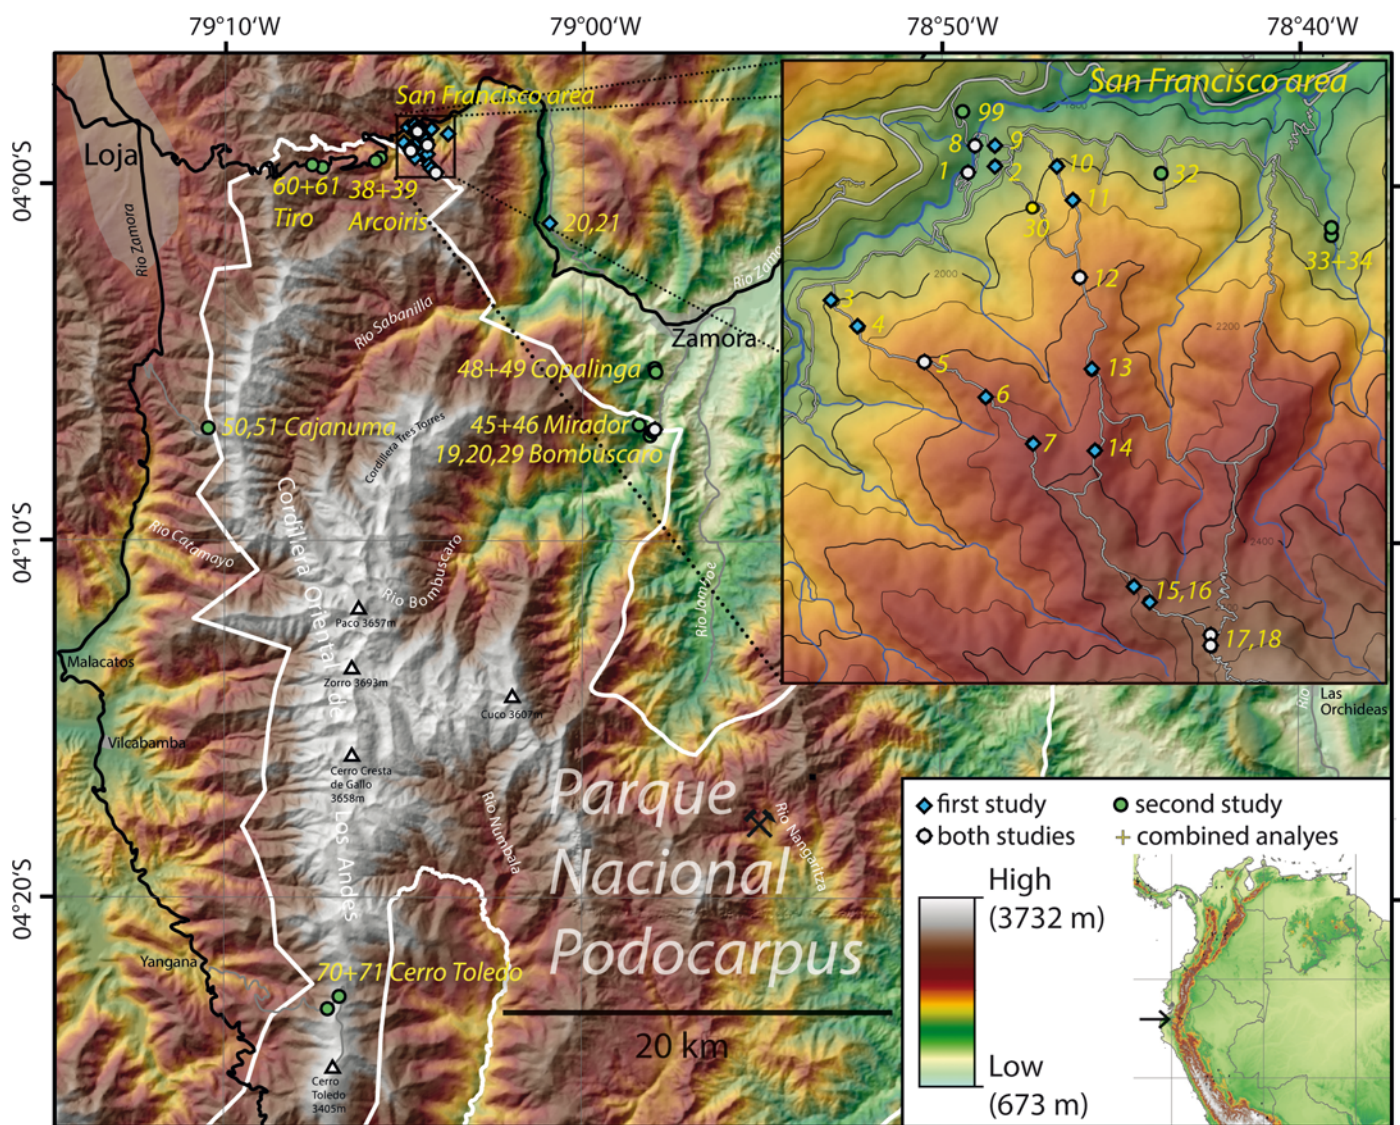 79°10'W
79°00'W
78°50'W
78°40'W
04°00'S
04°10'S
04°20'S
San Francisco area
Loja
60+61
Tiro
38+39
Arcoiris
20,21
Rio Zamora
Rio Sabanilla
Rio Zamo
Zamora
48+49 Copalinga
45+46 Mirador
19,20,29 Bombuscaro
50,51 Cajanuma
Cordillera Tres Torres
Cordillera Oriental de Los Andes
Rio Catamayo
Rio Bombuscaro
Rio Jamboe
Paco 3657m
Malacatos
Zorro 3693m
Cuco 3607m
Vilcabamba
Cerro Cresta
de Gallo
3658m
Rio Numbala
Rio Nangaritza
Parque
Nacional
Podocarpus
Yangana
70+71 Cerro Toledo
20 km
Cerro
Toledo
3405m
San Francisco area
99
1800
8
9
1
2
10
32
11
30
33+34
12
2000
3
4
2200
5
13
6
7
14
2400
15,16
17,18
Rio
Las
Orchideas
first study
second study
both studies
combined analyes
High
(3732 m)
Low
(673 m)